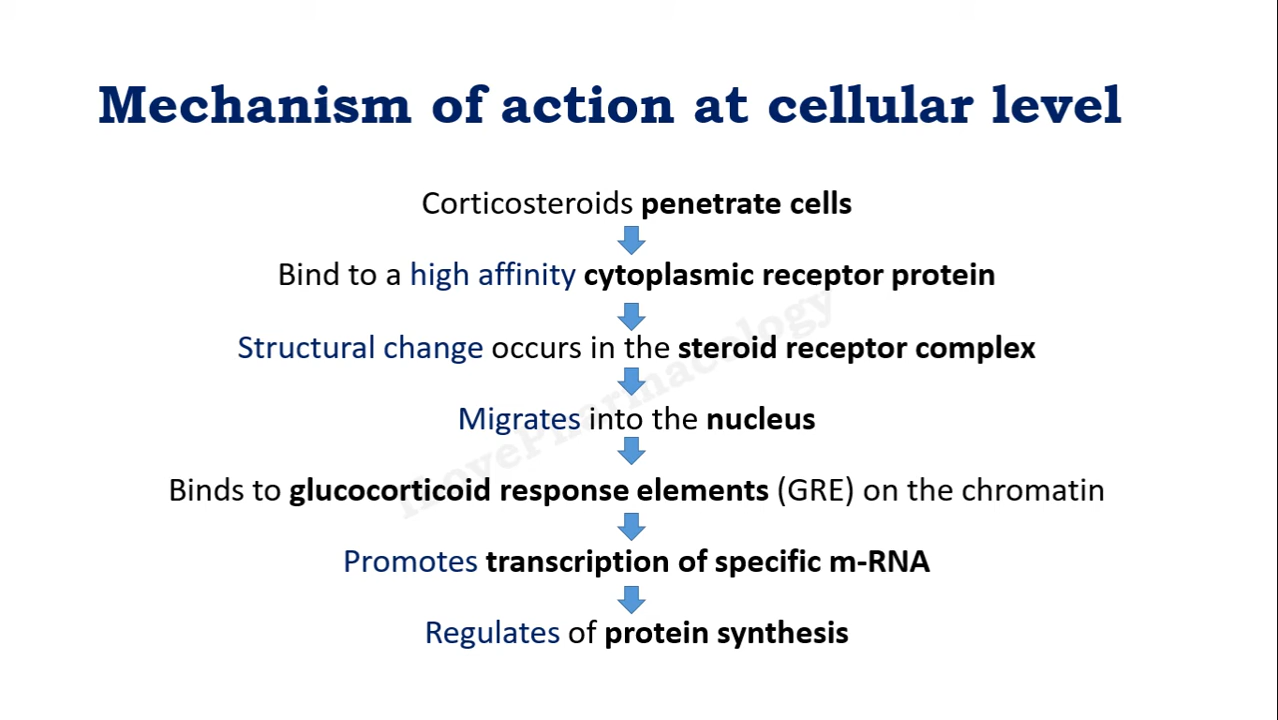 Mechanism of action at cellular level
Corticosteroids penetrate cells
Bind to a high affinity cytoplasmic receptor protein
Structural change occurs in the steroid receptor complex
Migrates into the nucleus
Binds to glucocorticoid response elements (GRE) on the chromatin
Promotes transcription of specific m-RNA
Regulates of protein synthesis